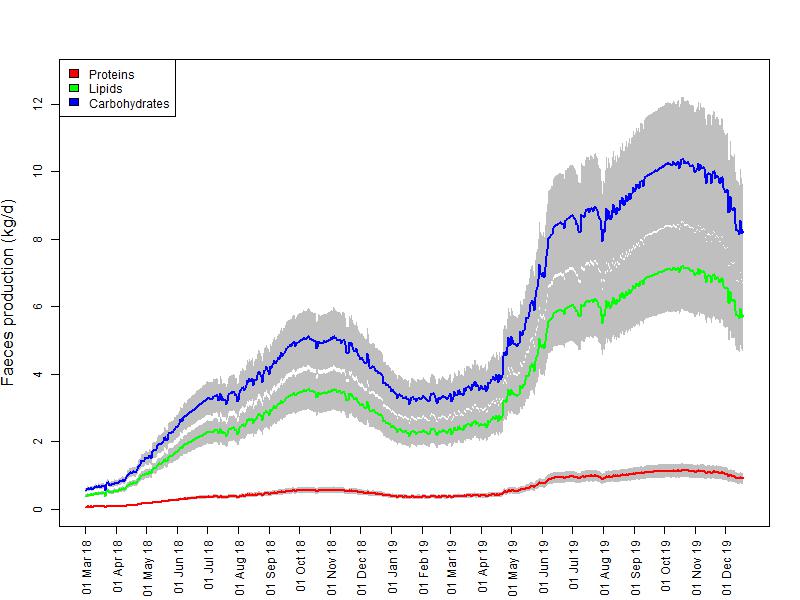 Proteins
Lipids
Carbohydrates
Faeces production (kg/d)
12
10
8
6
4
2
0
01 Mar 18
01 Apr 18
01 May 18
01 Jun 18
01 Jul 18
01 Aug 18
01 Sep 18
01 Oct 18
01 Nov 18
01 Dec 18
01 Jan 19
01 Feb 19
01 Mar 19
01 Apr 19
01 May 19
01 Jun 19
01 Jul 19
01 Aug 19
01 Sep 19
01 Oct 19
01 Nov 19
01 Dec 19